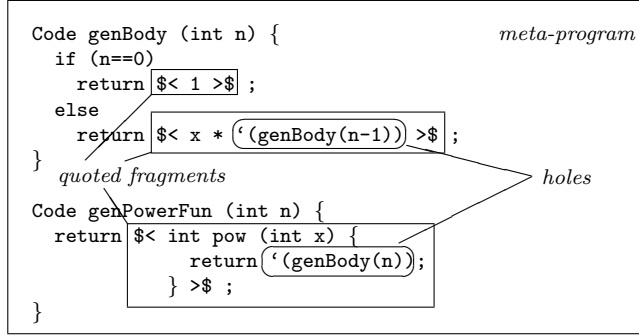 Code genBody (int n) { meta-program
if (n==0)
return $< 1 >$ ;
else
return $< x * ‘(genBody(n-1)) >$ ;
}
quoted fragments holes
Code genPowerFun (int n) {
return $< int pow (int x) {
return ‘(genBody(n));
} >$ ;
}